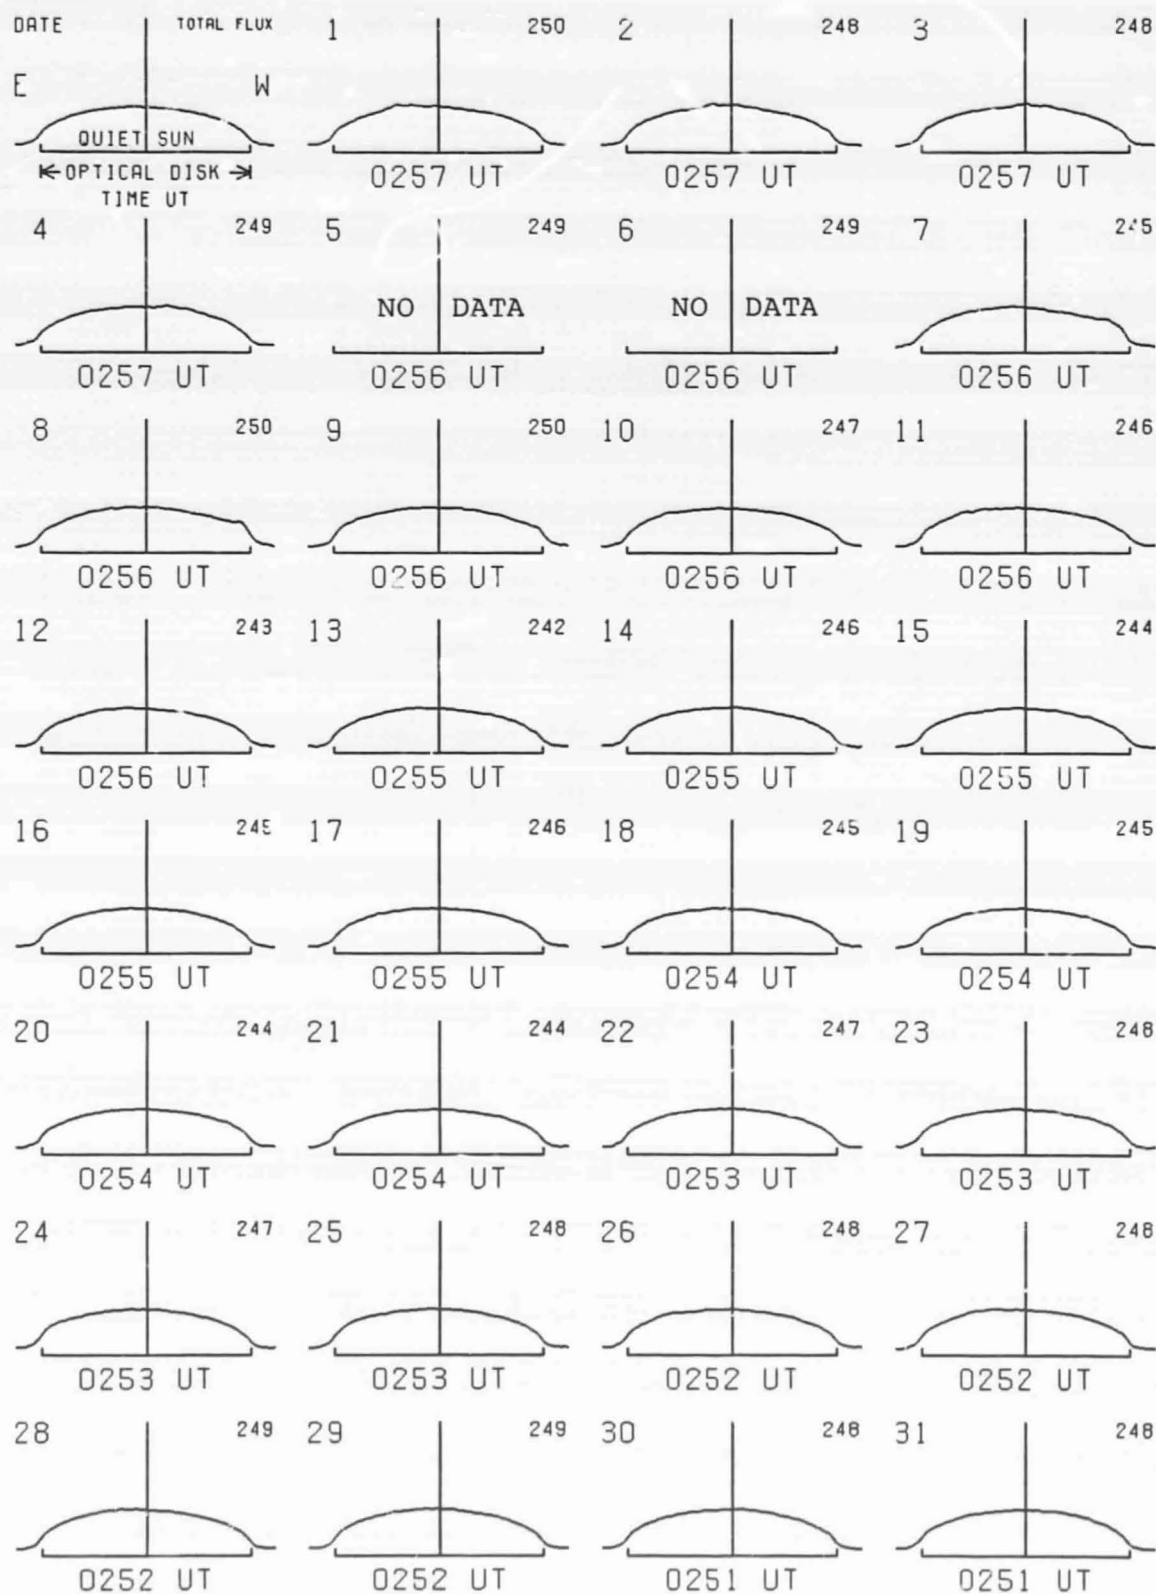 DATE TOTAL FLUX 1 250 2 248 3 248
E W
QUIET SUN
OPTICAL DISK 0257 UT 0257 UT 0257 UT
TIME UT
4 249 5 249 6 249 7 245
NO DATA NO DATA
0257 UT 0256 UT 0256 UT 0256 UT
8 250 9 250 10 247 11 246
0256 UT 0256 UT 0256 UT 0256 UT
12 243 13 242 14 246 15 244
0256 UT 0255 UT 0255 UT 0255 UT
16 245 17 246 18 245 19 245
0255 UT 0255 UT 0254 UT 0254 UT
20 244 21 244 22 247 23 248
0254 UT 0254 UT 0253 UT 0253 UT
24 247 25 248 26 248 27 248
0253 UT 0253 UT 0252 UT 0252 UT
28 249 29 249 30 248 31 248
0252 UT 0252 UT 0251 UT 0251 UT